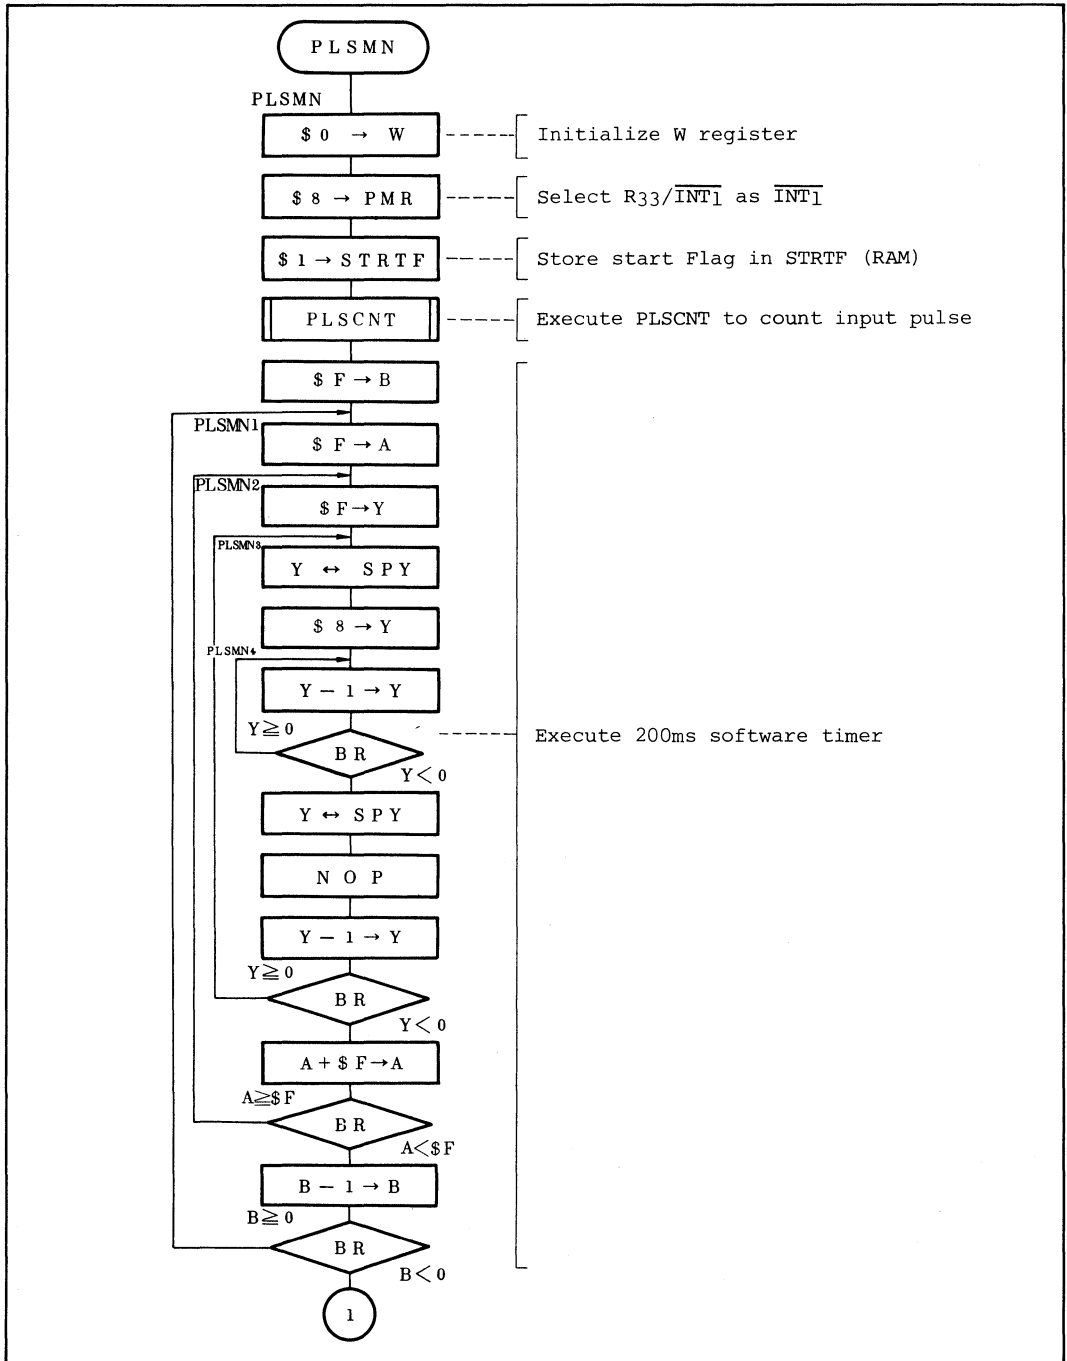 PLSMN
PLSMN
$0 → W
Initialize W register
$8 → PMR
Select R33/INT1 as INT1
$1 → STRTF
Store start Flag in STRTF (RAM)
PLSCNT
Execute PLSCNT to count input pulse
$F → B
PLSMN1
$F → A
PLSMN2
$F → Y
PLSMN3
Y ↔ SPY
$8 → Y
PLSMN4
Y − 1 → Y
Y ≧ 0
BR
Execute 200ms software timer
Y < 0
Y ↔ SPY
NOP
Y − 1 → Y
Y ≧ 0
BR
Y < 0
A + $F → A
A ≧ $F
BR
A < $F
B − 1 → B
B ≧ 0
BR
B < 0
1